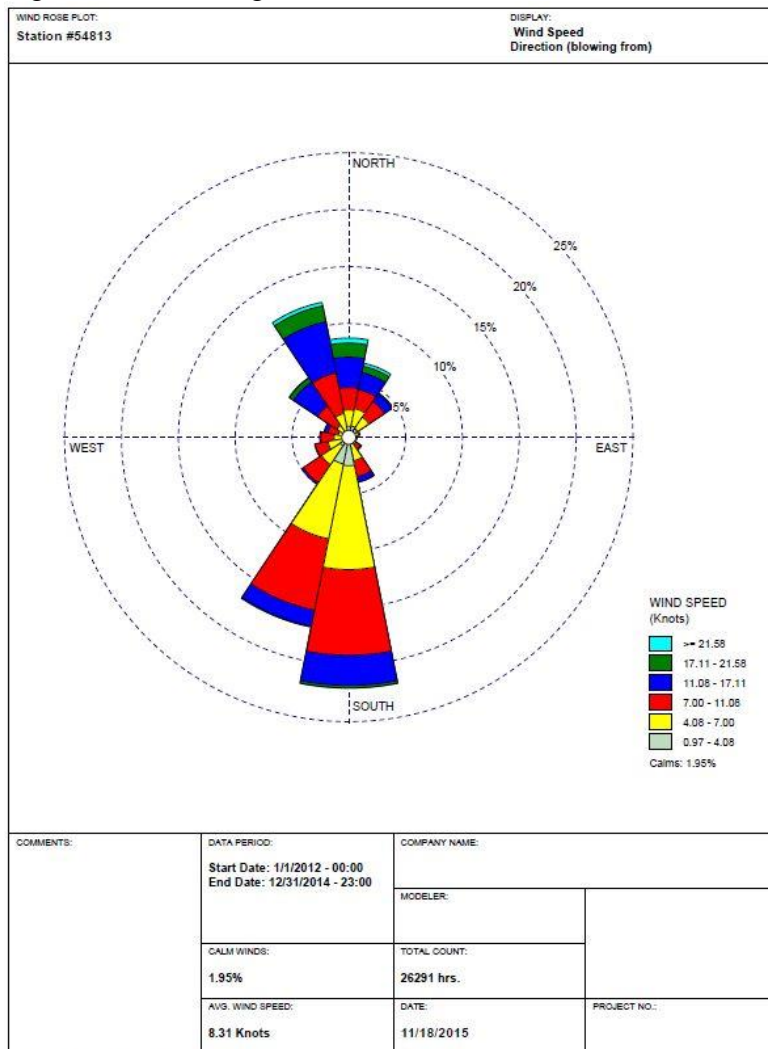 WIND ROSE PLOT:
Station #54813
DISPLAY:
Wind Speed
Direction (blowing from)
NORTH
25%
20%
15%
10%
5%
WEST
EAST
SOUTH
WIND SPEED
(Knots)
>= 21.58
17.11 - 21.58
11.08 - 17.11
7.00 - 11.08
4.08 - 7.00
0.97 - 4.08
Calms: 1.95%
COMMENTS:
DATA PERIOD:
Start Date: 1/1/2012 - 00:00
End Date: 12/31/2014 - 23:00
COMPANY NAME:
MODELER:
CALM WINDS:
1.95%
TOTAL COUNT:
26291 hrs.
AVG. WIND SPEED:
8.31 Knots
DATE:
11/18/2015
PROJECT NO.: